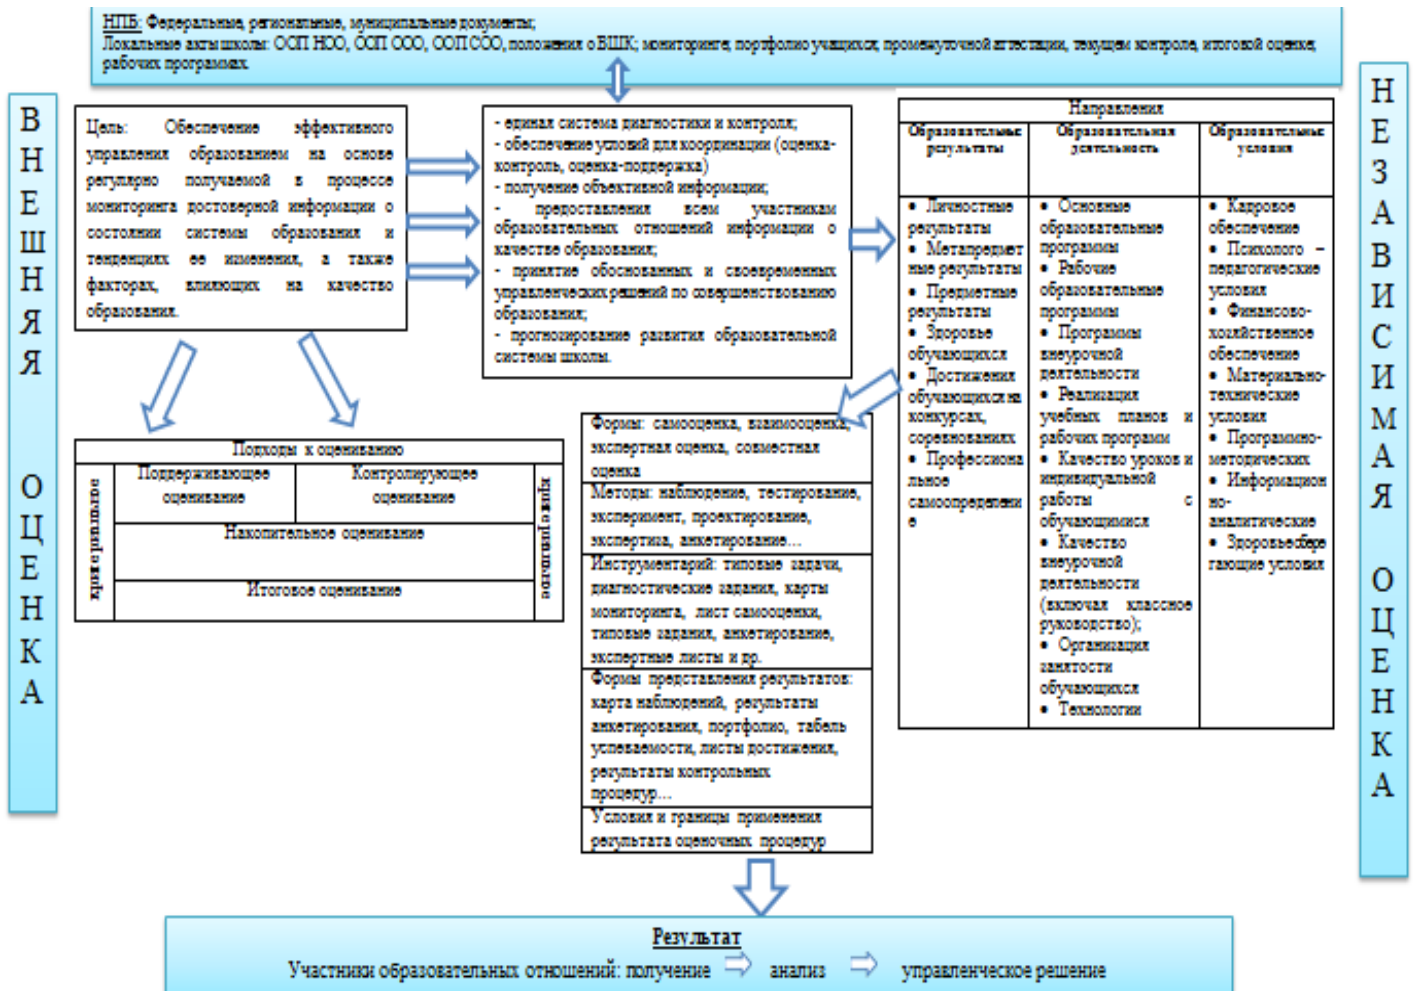 НПБ: Федеральные, региональные, муниципальные документы;
Локальные акты школы: ООП НОО, ООП ООО, ООП СОО, положения о ВШК; мониторинге, портфолио учащихся, промежуточной аттестации, текущем контроле, итоговой оценке,
рабочих программах.
ВНЕШНЯЯ ОЦЕНКА
Цель: Обеспечение эффективного
управления образованием на основе
регулярно получаемой в процессе
мониторинга достоверной информации о
состоянии системы образования и
тенденциях ее изменения, а также
факторах, влияющих на качество
образования.
- единая система диагностики и контроля;
- обеспечение условий для координации (оценка-
контроль, оценка-поддержка)
- получение объективной информации;
- предоставления всем участникам
образовательных отношений информации о
качестве образования;
- принятие обоснованных и своевременных
управленческих решений по совершенствованию
образования;
- прогнозирование развития образовательной
системы школы.
Направления
Образовательные
результаты
Образовательная
деятельность
Образовательные
условия
• Личностные
результаты
• Метапредмет
ные результаты
• Предметные
результаты
• Здоровье
обучающихся
• Достижения
обучающихся на
конкурсах,
соревнованиях
• Профессиона
льное
самоопределени
е
• Основные
образовательные
программы
• Рабочие
образовательные
программы
• Программы
внеурочной
деятельности
• Реализация
учебных планов и
рабочих программ
• Качество уроков и
индивидуальной
работы с
обучающимися
• Качество
внеурочной
деятельности
(включая классное
руководство);
• Организация
занятости
обучающихся
• Технологии
• Кадровое
обеспечение
• Психолого –
педагогические
условия
• Финансово-
хозяйственное
обеспечение
• Материально-
технические
условия
• Программно-
методических
• Информацион
но-
аналитические
• Здоровьесбере
гающие условия
НЕЗАВИСИМАЯ ОЦЕНКА
Подходы к оцениванию
Поддерживающее
оценивание
Контролирующее
оценивание
Накопительное оценивание
Итоговое оценивание
Формы: самооценка, взаимооценка,
экспертная оценка, совместная
оценка
Методы: наблюдение, тестирование,
эксперимент, проектирование,
экспертиза, анкетирование…
Инструментарий: типовые задачи,
диагностические задания, карты
мониторинга, лист самооценки,
типовые задания, анкетирование,
экспертные листы и др.
Формы представления результатов:
карта наблюдений, результаты
анкетирования, портфолио, табель
успеваемости, листы достижения,
результаты контрольных
процедур…
Условия и границы применения
результата оценочных процедур
Результат
Участники образовательных отношений: получение анализ управленческое решение